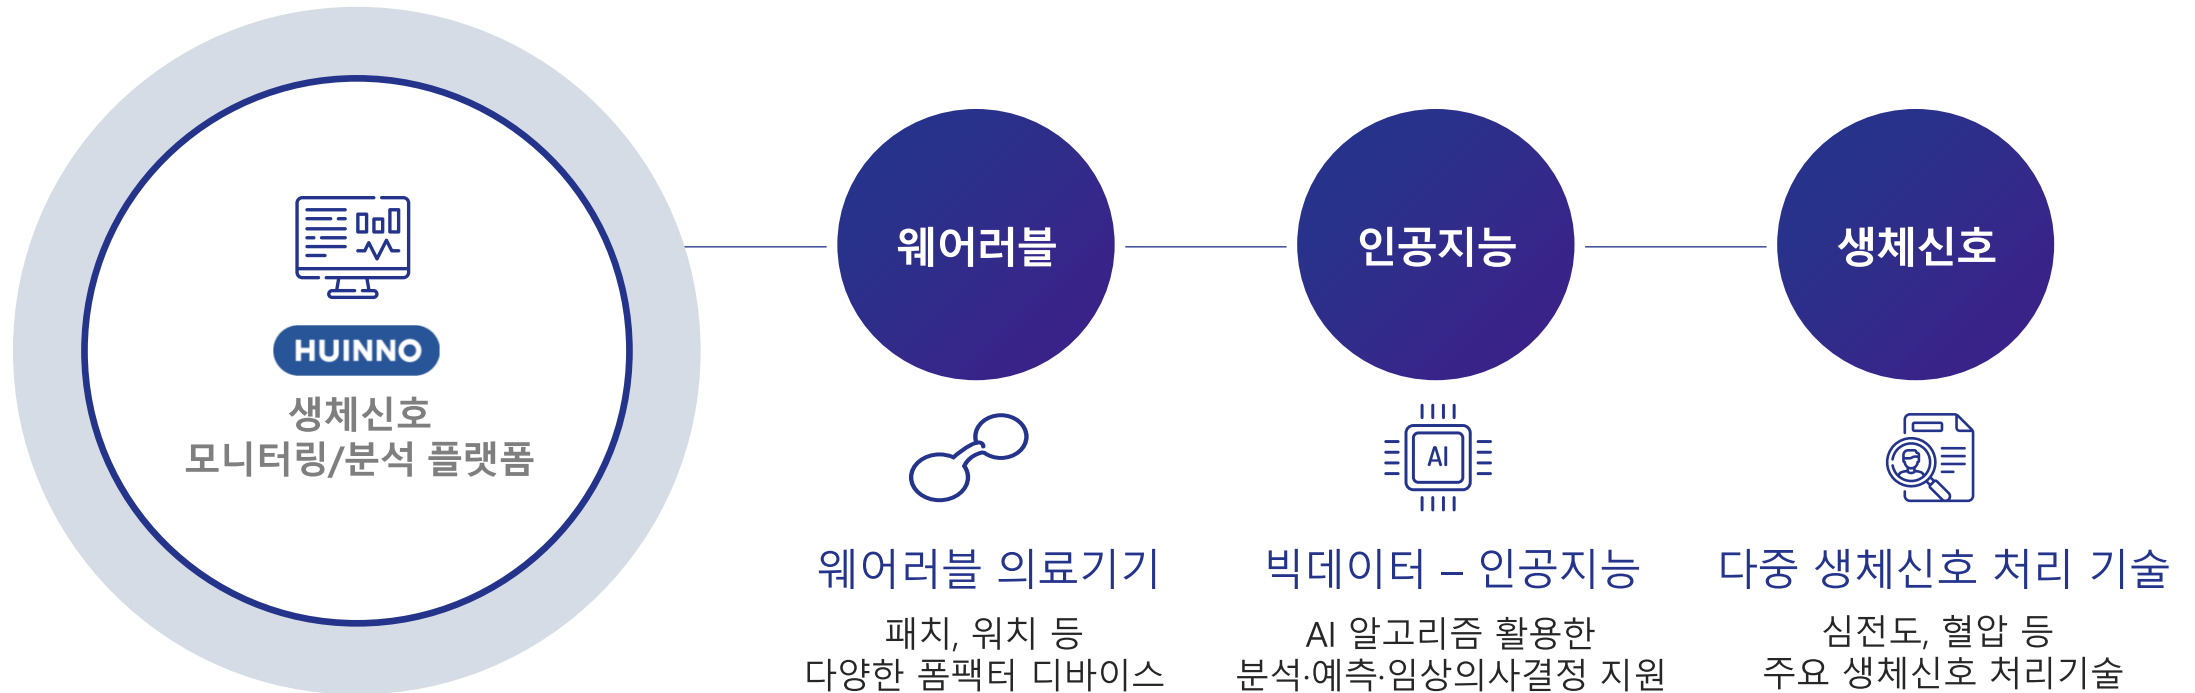 HUINNO
생체신호
모니터링/분석 플랫폼
웨어러블
웨어러블 의료기기
패치, 워치 등
다양한 폼팩터 디바이스
인공지능
AI
빅데이터 – 인공지능
AI 알고리즘 활용한
분석·예측·임상의사결정 지원
생체신호
다중 생체신호 처리 기술
심전도, 혈압 등
주요 생체신호 처리기술